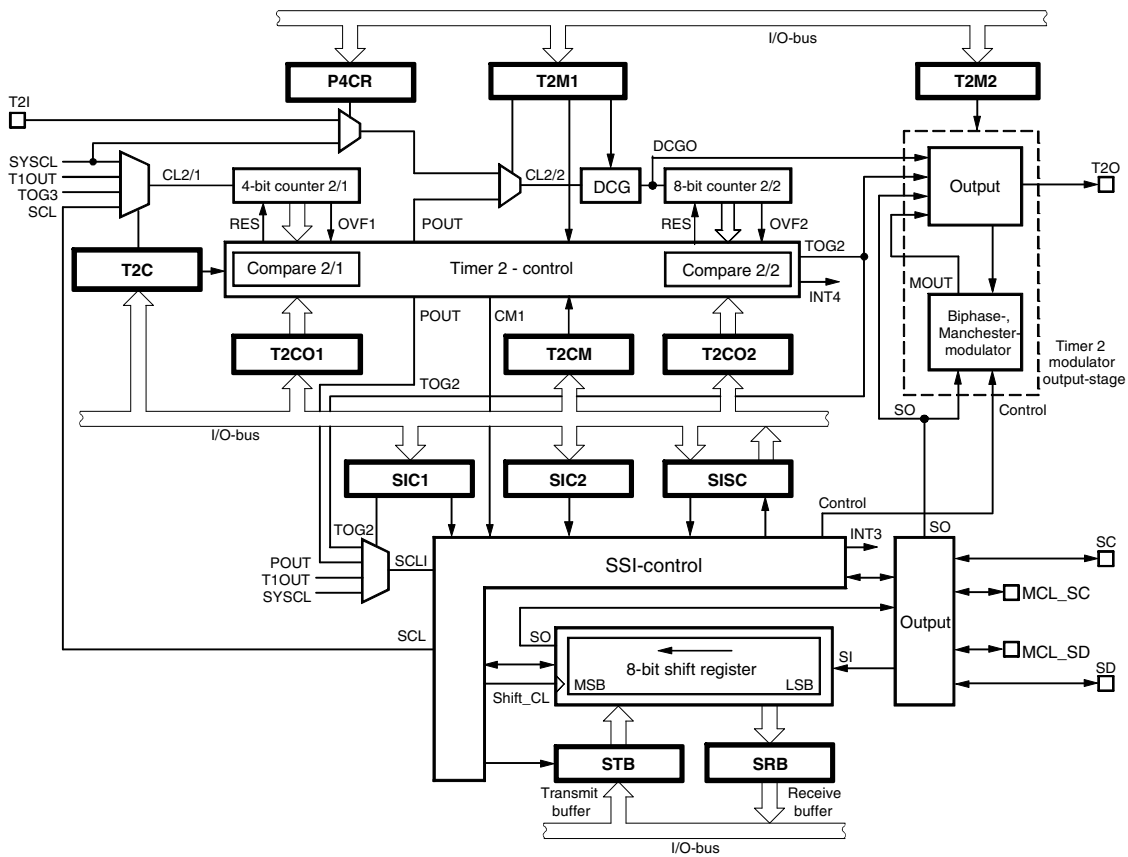 I/O-bus
P4CR
T2M1
T2M2
T2I
DCGO
SYSCL
T1OUT
TOG3
SCL
CL2/1
4-bit counter 2/1
CL2/2
DCG
8-bit counter 2/2
Output
T2O
RES
OVF1
POUT
RES
OVF2
TOG2
T2C
Compare 2/1
Timer 2 - control
Compare 2/2
INT4
MOUT
Biphase-,
Manchester-
modulator
Timer 2
modulator
output-stage
POUT
CM1
T2CO1
T2CM
T2CO2
TOG2
I/O-bus
SO
Control
SIC1
SIC2
SISC
Control
TOG2
POUT
T1OUT
SYSCL
SCLI
SSI-control
INT3
SO
SC
MCL_SC
Output
SCL
SO
8-bit shift register
MSB
LSB
SI
MCL_SD
SD
Shift_CL
STB
SRB
Transmit
buffer
Receive
buffer
I/O-bus